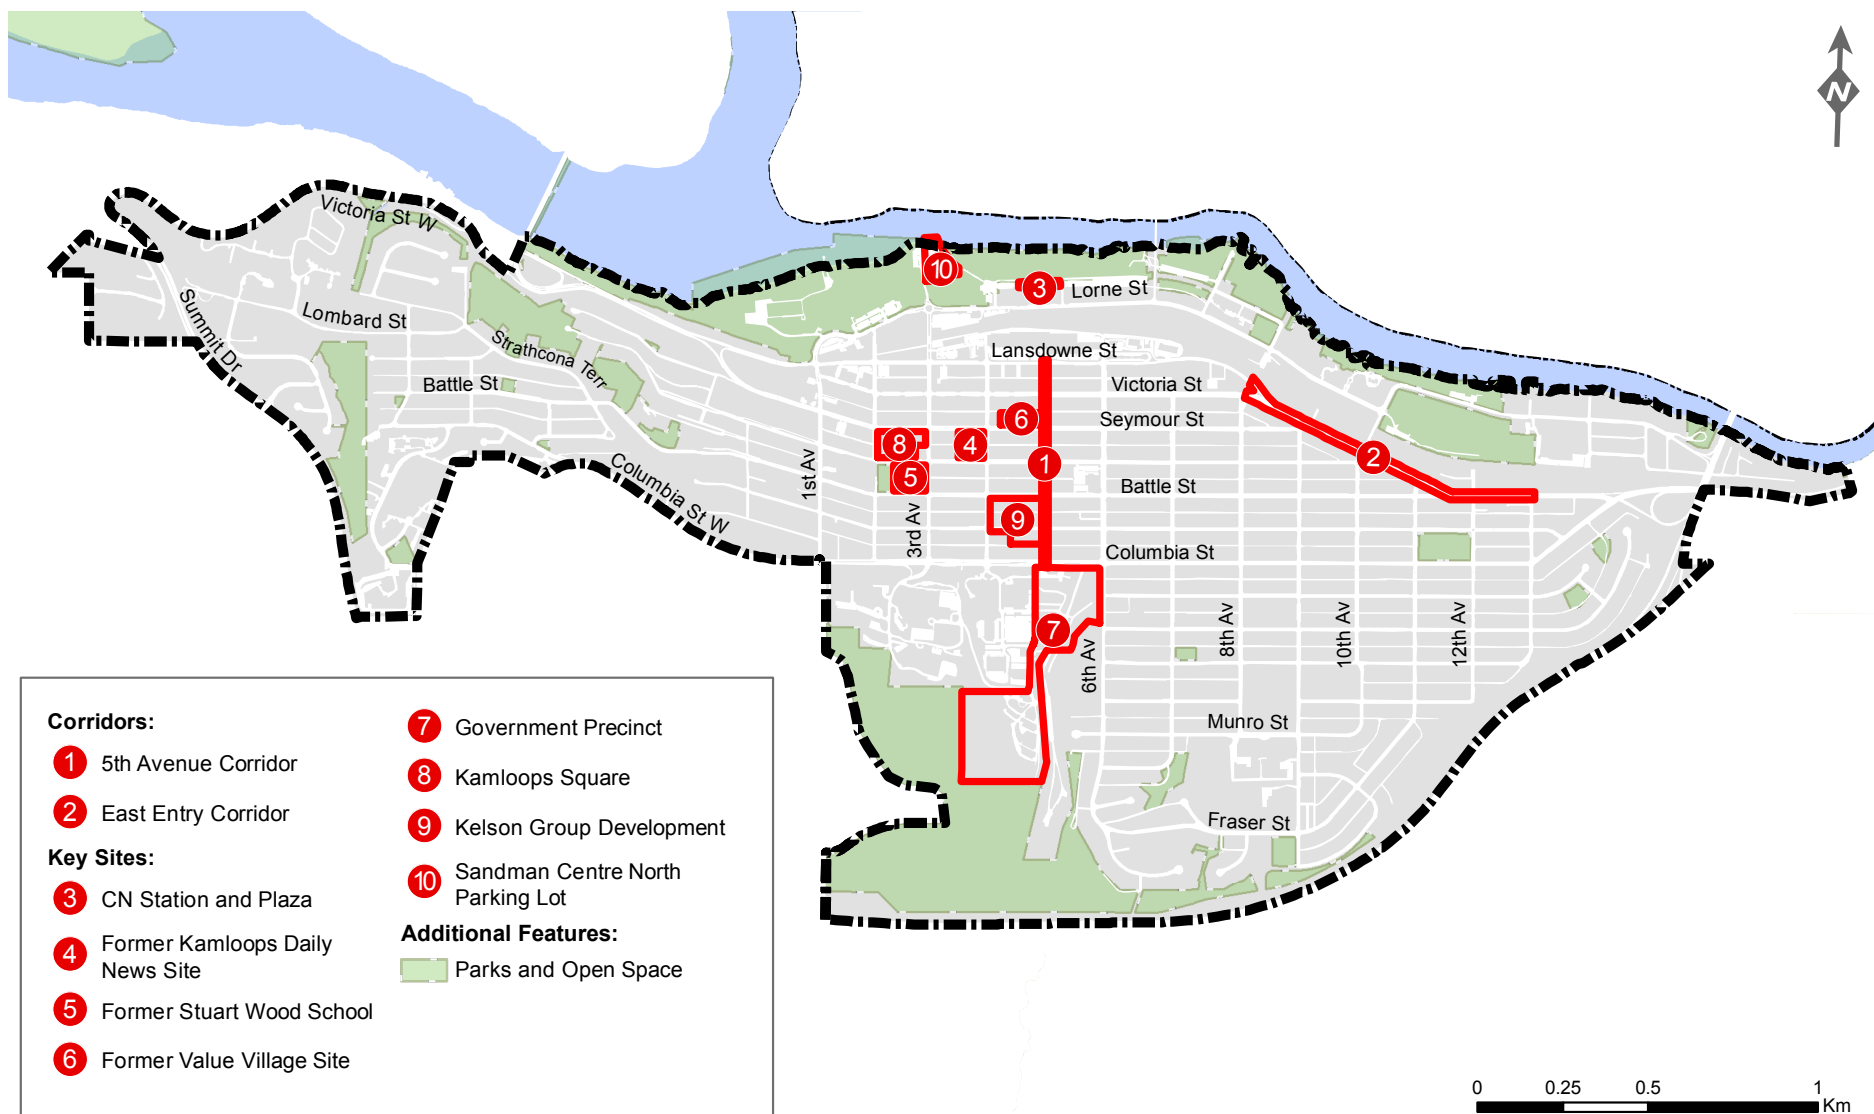 N
Victoria St W
10
3
Lorne St
Summit Dr
Lombard St
Strathcona Terr
Lansdowne St
Battle St
Victoria St
6
Seymour St
8
4
1
2
5
1st Av
Columbia St W
Battle St
9
3rd Av
Columbia St
7
6th Av
8th Av
10th Av
12th Av
Munro St
Fraser St
Corridors:
1 5th Avenue Corridor
2 East Entry Corridor
Key Sites:
3 CN Station and Plaza
4 Former Kamloops Daily
News Site
5 Former Stuart Wood School
6 Former Value Village Site
7 Government Precinct
8 Kamloops Square
9 Kelson Group Development
10 Sandman Centre North
Parking Lot
Additional Features:
Parks and Open Space
0 0.25 0.5 1
Km